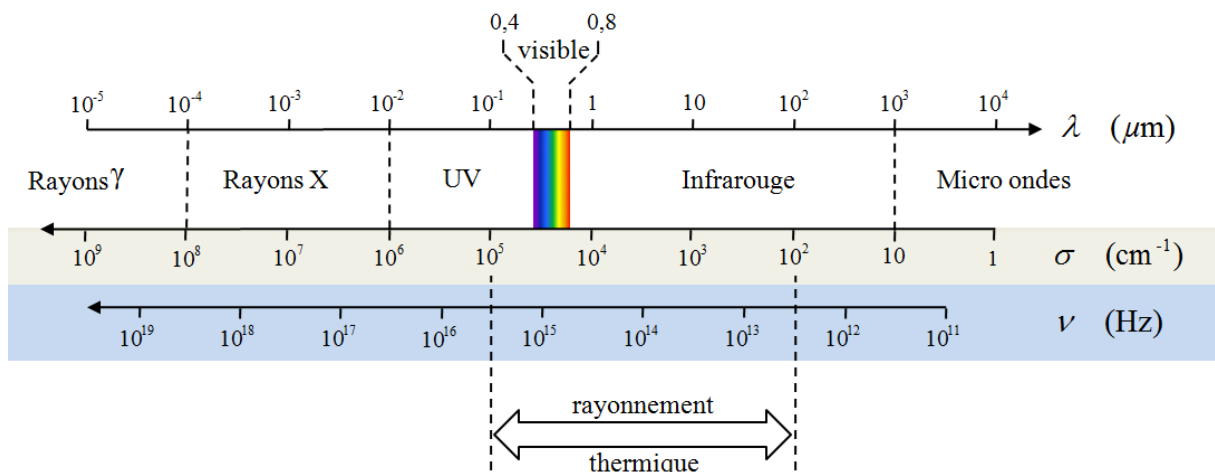 0,4 0,8
visible
10⁻⁵ 10⁻⁴ 10⁻³ 10⁻² 10⁻¹ 1 10 10² 10³ 10⁴
λ (μm)
Rayons γ Rayons X UV Infrarouge Micro ondes
10⁹ 10⁸ 10⁷ 10⁶ 10⁵ 10⁴ 10³ 10² 10 1 σ (cm⁻¹)
10¹⁹ 10¹⁸ 10¹⁷ 10¹⁶ 10¹⁵ 10¹⁴ 10¹³ 10¹² 10¹¹ ν (Hz)
rayonnement
thermique